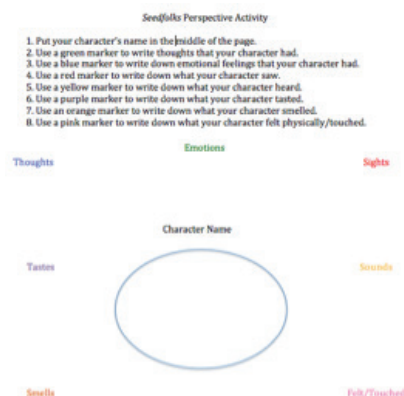 Seedfolks Perspective Activity
1. Put your character's name in the middle of the page.
2. Use a green marker to write thoughts that your character had.
3. Use a blue marker to write down emotional feelings that your character had.
4. Use a red marker to write down what your character saw.
5. Use a yellow marker to write down what your character heard.
6. Use a purple marker to write down what your character tasted.
7. Use an orange marker to write down what your character smelled.
8. Use a pink marker to write down what your character felt physically/touched.
Emotions
Thoughts Sights
Character Name
Tastes Sounds
Smells Felt/Touched